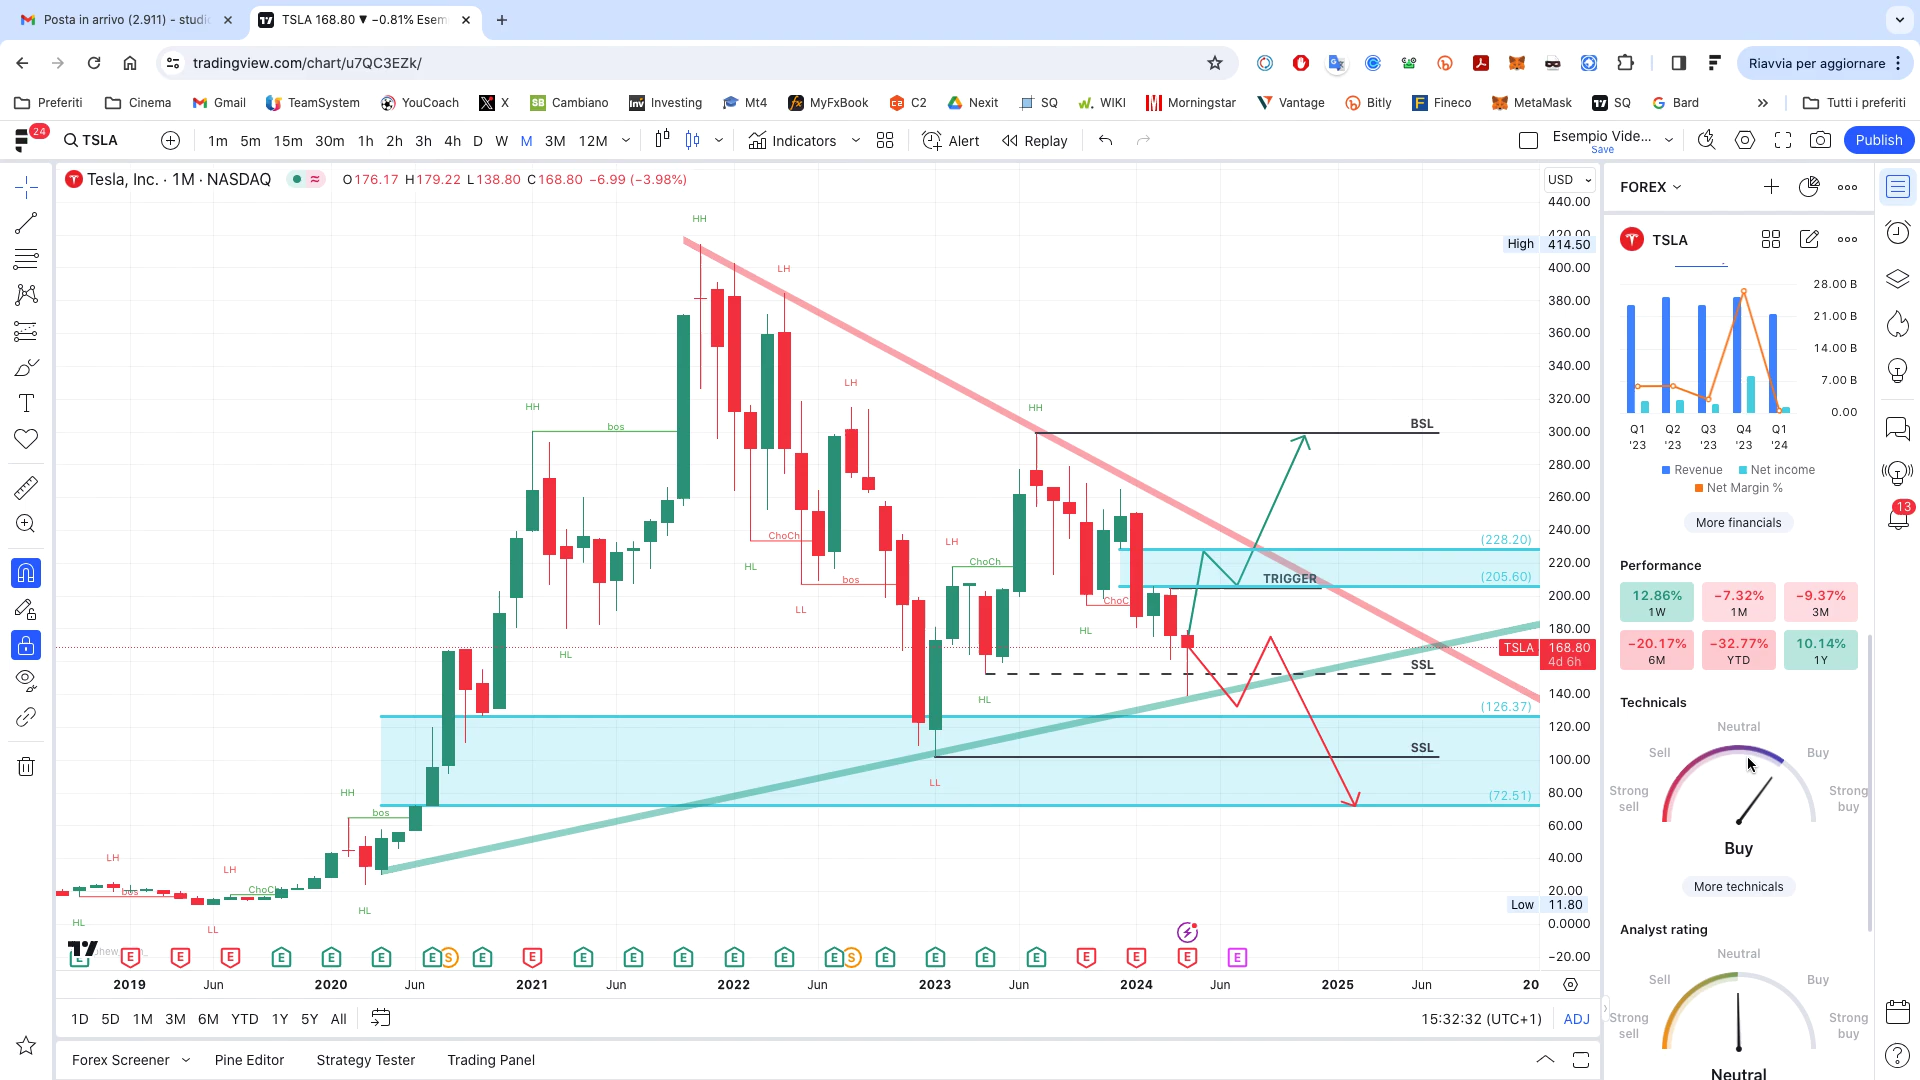 Posta in arrivo (2.911) - studio
TSLA 168.80 ▼ −0.81% Esem
tradingview.com/chart/u7QC3EZk/
Riavvia per aggiornare
Preferiti Cinema Gmail TeamSystem YouCoach X Cambiano Investing Mt4 MyFxBook C2 Nexit SQ WIKI Morningstar Vantage Bitly Fineco MetaMask SQ Bard » Tutti i preferiti
24 TSLA 1m 5m 15m 30m 1h 2h 3h 4h D W M 3M 12M Indicators Alert Replay Esempio Vide... Save Publish
Tesla, Inc. · 1M · NASDAQ O176.17 H179.22 L138.80 C168.80 −6.99 (−3.98%)
USD
440.00
420.00
High 414.50
400.00
380.00
360.00
340.00
320.00
300.00
280.00
260.00
240.00
220.00
200.00
180.00
TSLA 168.80
4d 6h
140.00
120.00
100.00
80.00
60.00
40.00
20.00
Low 11.80
0.0000
−20.00
HH
LH
LH
HH
bos
HH
BSL
ChoCh
LH
ChoCh
(228.20)
HL
bos
TRIGGER
(205.60)
LL
ChoC
HL
HL
SSL
HL
(126.37)
SSL
LL
HH
(72.51)
bos
LH
LH
bos
ChoCh
HL
HL
LL
E E E E E E E S E E E E E E E E S E E E E E E E E
2019 Jun 2020 Jun 2021 Jun 2022 Jun 2023 Jun 2024 Jun 2025 Jun 20
1D 5D 1M 3M 6M YTD 1Y 5Y All
15:32:32 (UTC+1) ADJ
Forex Screener Pine Editor Strategy Tester Trading Panel
FOREX
TSLA
28.00 B
21.00 B
14.00 B
7.00 B
0.00
Q1 Q2 Q3 Q4 Q1
'23 '23 '23 '23 '24
Revenue Net income
Net Margin %
More financials
Performance
12.86% −7.32% −9.37%
1W 1M 3M
−20.17% −32.77% 10.14%
6M YTD 1Y
Technicals
Neutral
Sell Buy
Strong sell Strong buy
Buy
More technicals
Analyst rating
Neutral
Sell Buy
Strong sell Strong buy
Neutral
13